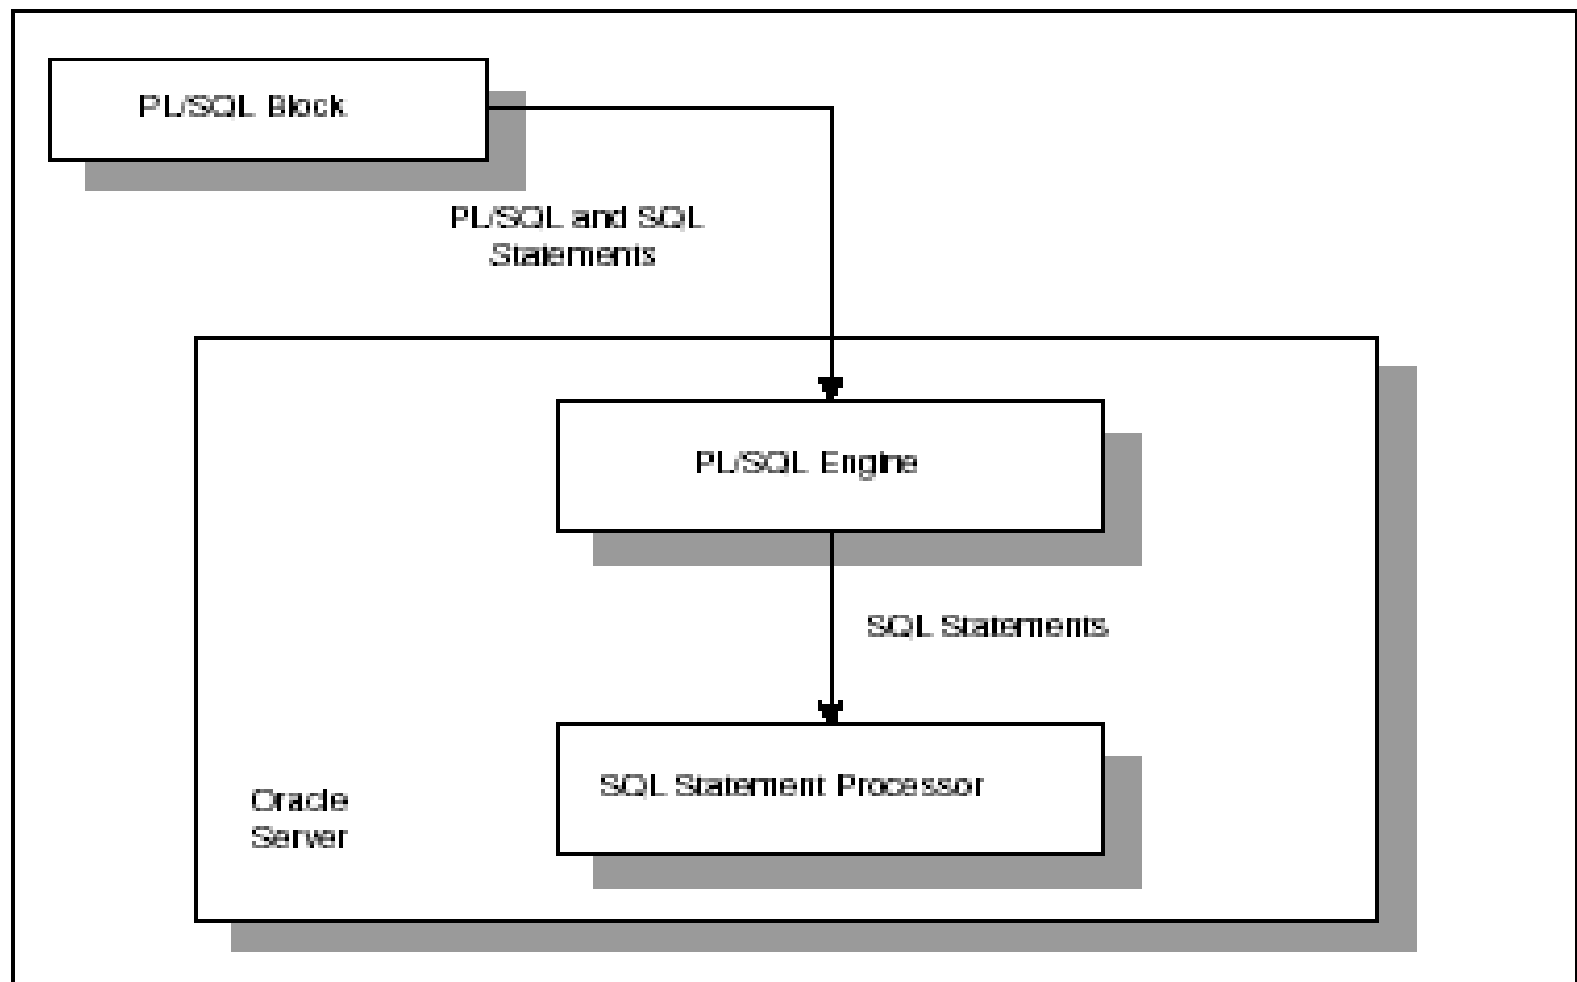 PL/SQL Block
PL/SQL and SQL
Statements
PL/SQL Engine
SQL Statements
SQL Statement Processor
Oracle
Server